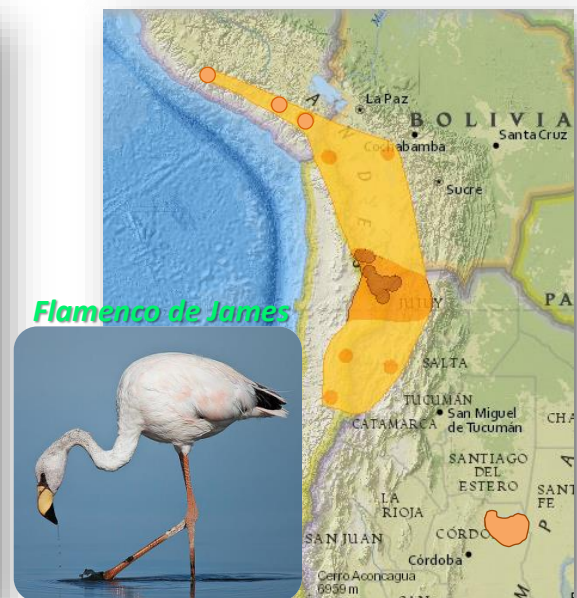 La Paz
BOLIVIA
Santa Cruz
Cochabamba
ANDES
Sucre
JUJUY
PA
Flamenco de James
SALTA
TUCUMÁN
San Miguel
de Tucumán
CATAMARCA
CHA
SANTIAGO
DEL
ESTERO
SANT
FE
LA
RIOJA
CÓRDO
SAN JUAN
Córdoba
Cerro Aconcagua
6959 m